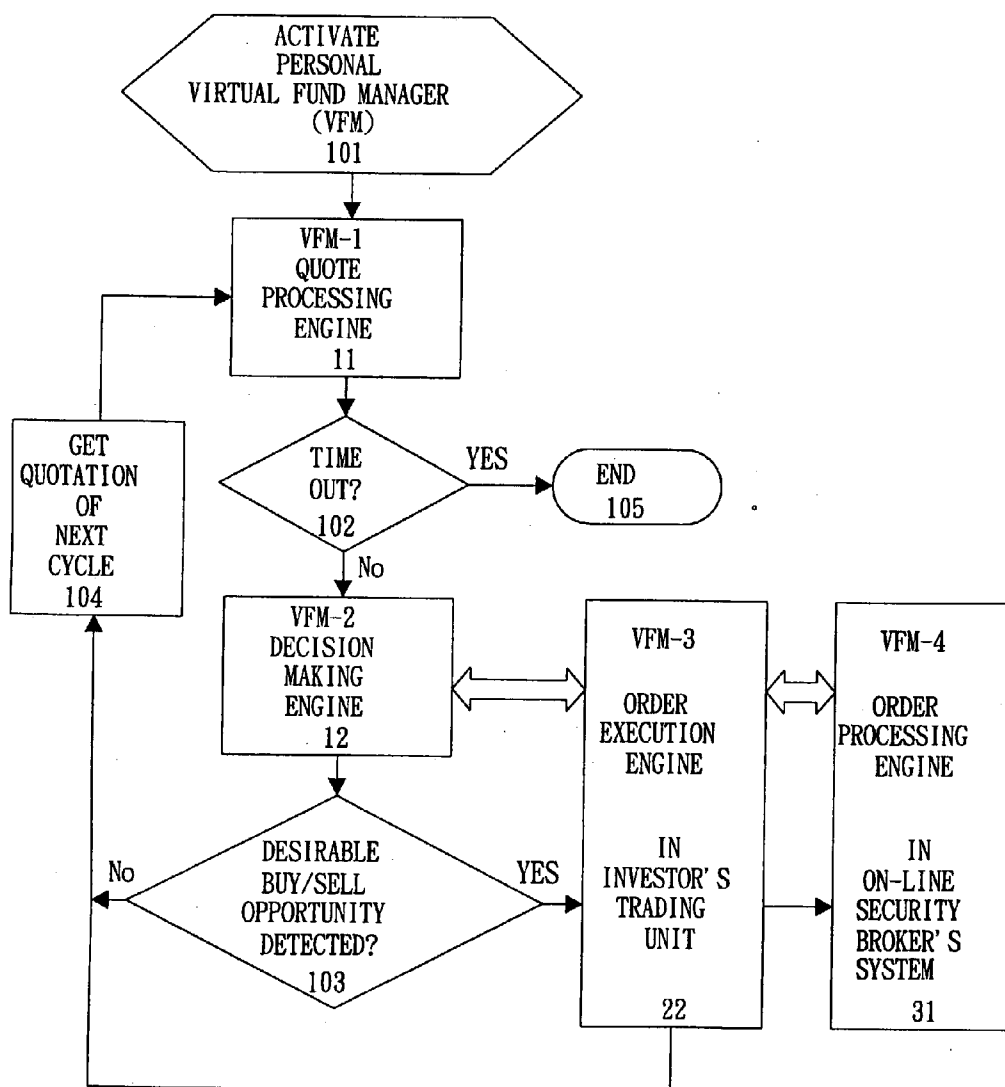 ACTIVATE
PERSONAL
VIRTUAL FUND MANAGER
(VFM)
101
VFM-1
QUOTE
PROCESSING
ENGINE
11
GET
QUOTATION
OF
NEXT
CYCLE
104
TIME
OUT?
102
YES
END
105
No
VFM-2
DECISION
MAKING
ENGINE
12
DESIRABLE
BUY/SELL
OPPORTUNITY
DETECTED?
103
No
YES
VFM-3
ORDER
EXECUTION
ENGINE
IN
INVESTOR'S
TRADING
UNIT
22
VFM-4
ORDER
PROCESSING
ENGINE
IN
ON-LINE
SECURITY
BROKER'S
SYSTEM
31